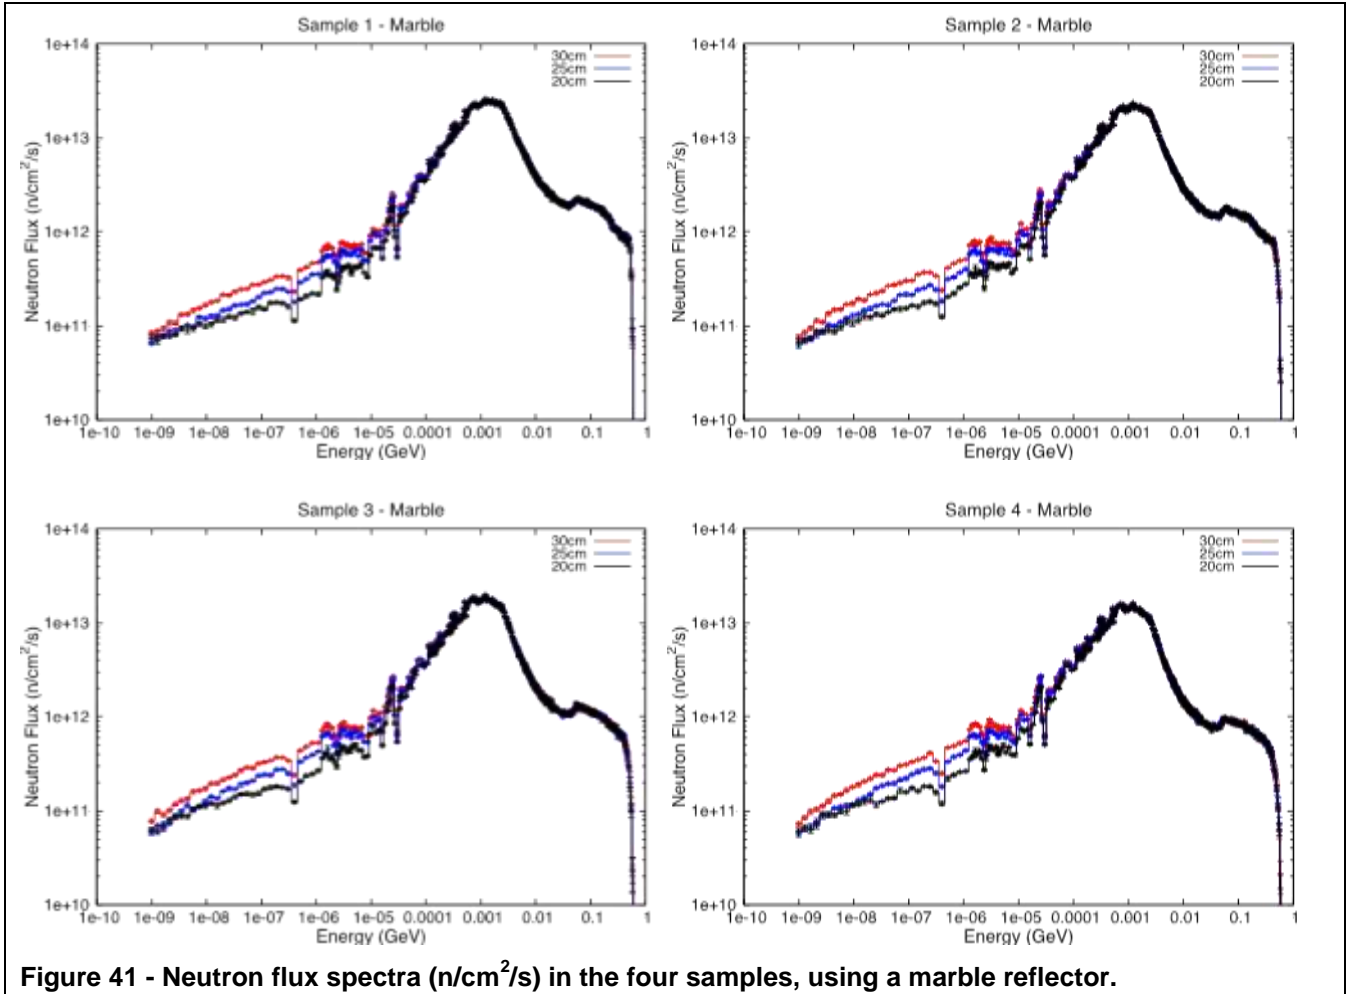 Sample 1 - Marble
1e+14
30cm
25cm
20cm
1e+13
1e+12
1e+11
1e+10
Neutron Flux (n/cm²/s)
1e-10 1e-09 1e-08 1e-07 1e-06 1e-05 0.0001 0.001 0.01 0.1 1
Energy (GeV)
Sample 2 - Marble
1e+14
30cm
25cm
20cm
1e+13
1e+12
1e+11
1e+10
Neutron Flux (n/cm²/s)
1e-10 1e-09 1e-08 1e-07 1e-06 1e-05 0.0001 0.001 0.01 0.1 1
Energy (GeV)
Sample 3 - Marble
1e+14
30cm
25cm
20cm
1e+13
1e+12
1e+11
1e+10
Neutron Flux (n/cm²/s)
1e-10 1e-09 1e-08 1e-07 1e-06 1e-05 0.0001 0.001 0.01 0.1 1
Energy (GeV)
Sample 4 - Marble
1e+14
30cm
25cm
20cm
1e+13
1e+12
1e+11
1e+10
Neutron Flux (n/cm²/s)
1e-10 1e-09 1e-08 1e-07 1e-06 1e-05 0.0001 0.001 0.01 0.1 1
Energy (GeV)
Figure 41 - Neutron flux spectra (n/cm²/s) in the four samples, using a marble reflector.